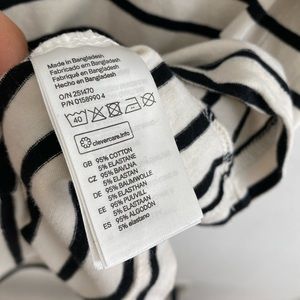 Made in Bangladesh
Fabricado em Bangladesh
Fabriqué en Bangladesh
Hecho en Bangladesh
O/N 251470
P/N 0158990 4
40
clevercare.info
GB 95% COTTON
5% ELASTANE
CZ 95% BAVLNA
5% ELASTAN
DE 95% BAUMWOLLE
5% ELASTHAN
EE 95% PUUVILL
5% ELASTAAN
ES 95% ALGODÓN
5% elastano